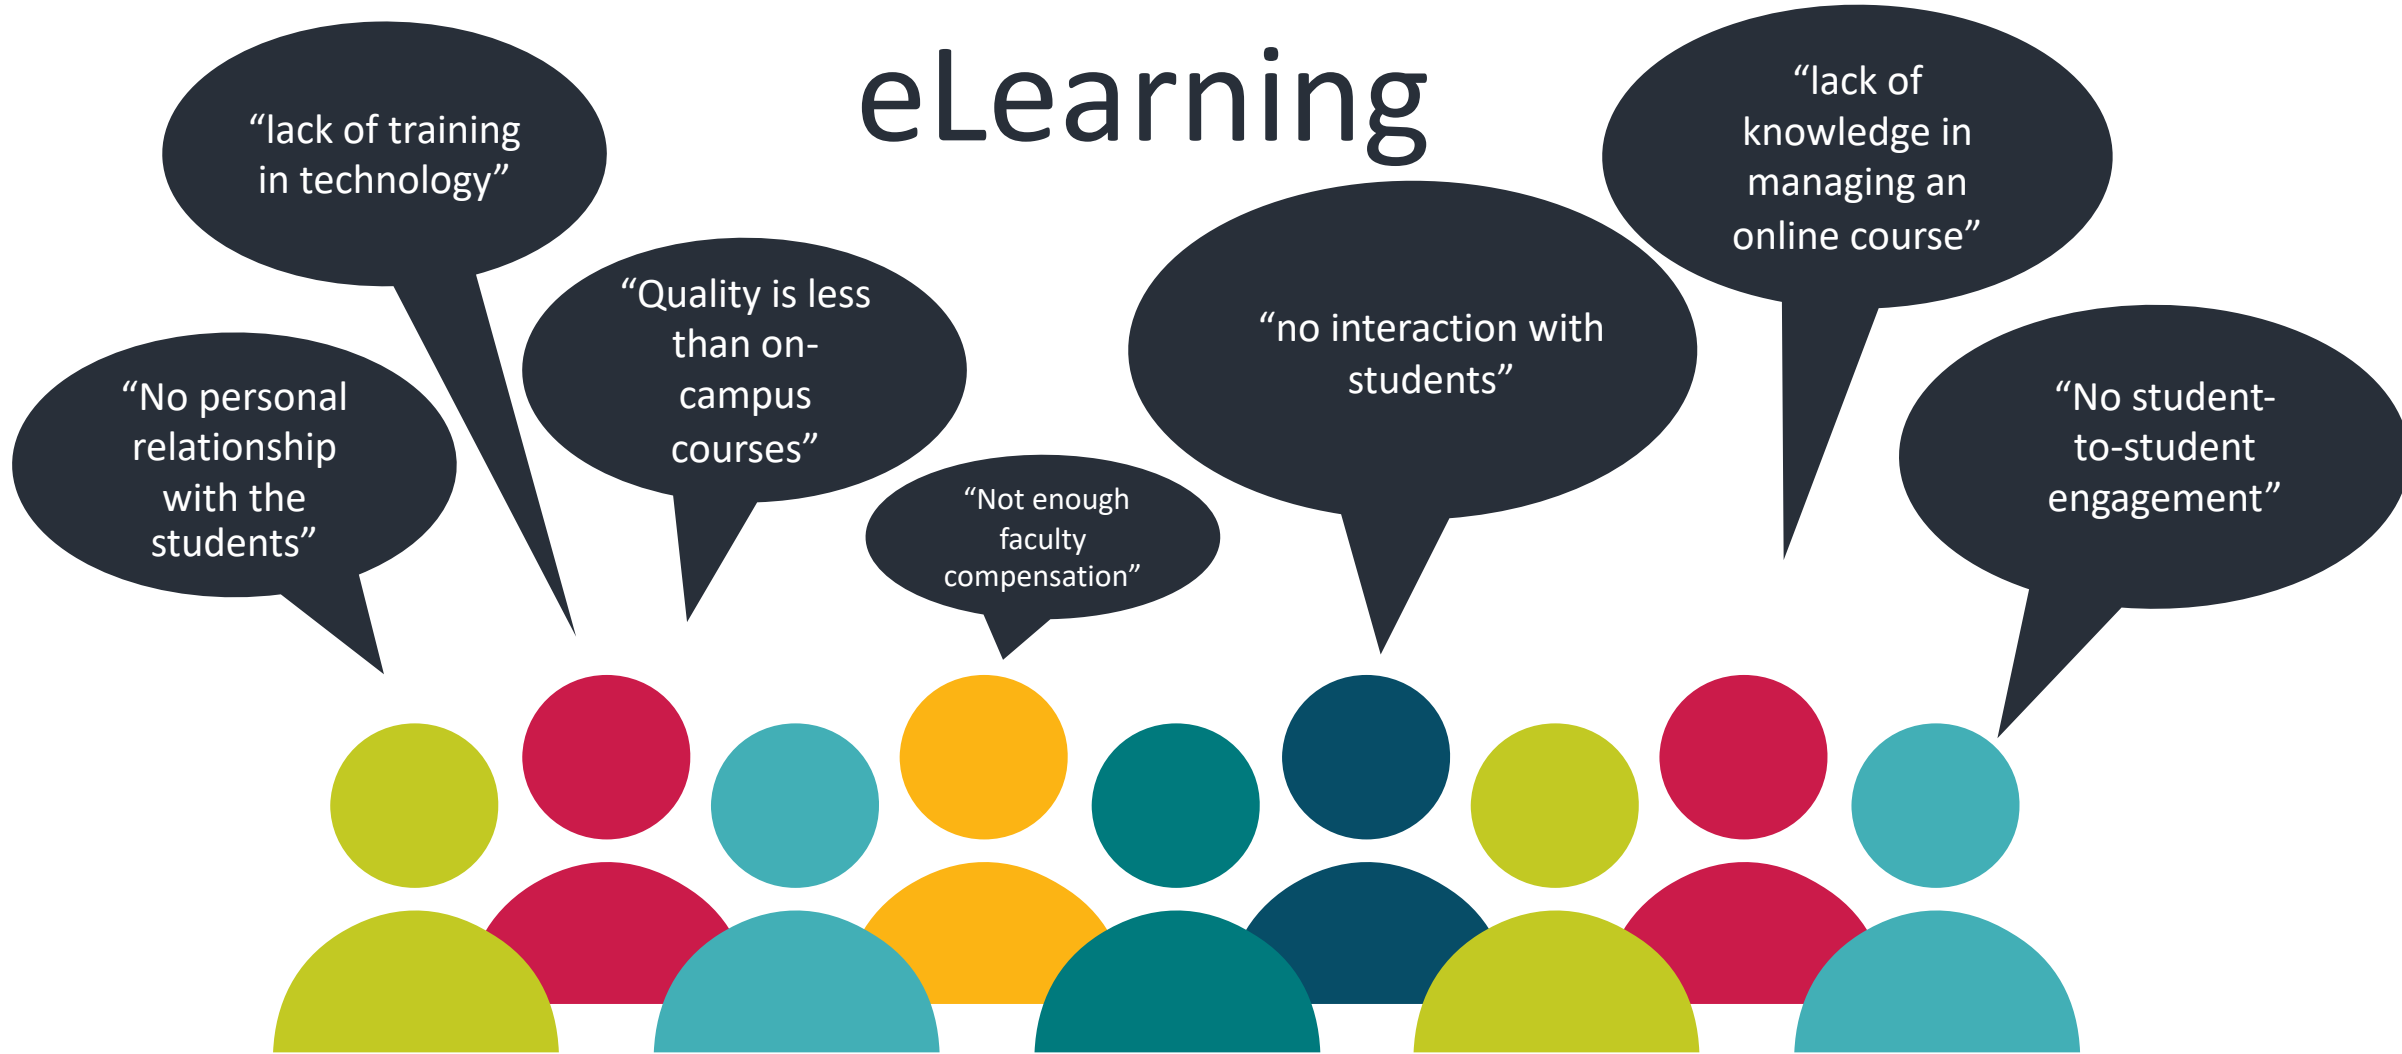 eLearning
“lack of training
in technology”
“lack of
knowledge in
managing an
online course”
“Quality is less
than on-
campus
courses”
“no interaction with
students”
“No personal
relationship
with the
students”
“No student-
to-student
engagement”
“Not enough
faculty
compensation”